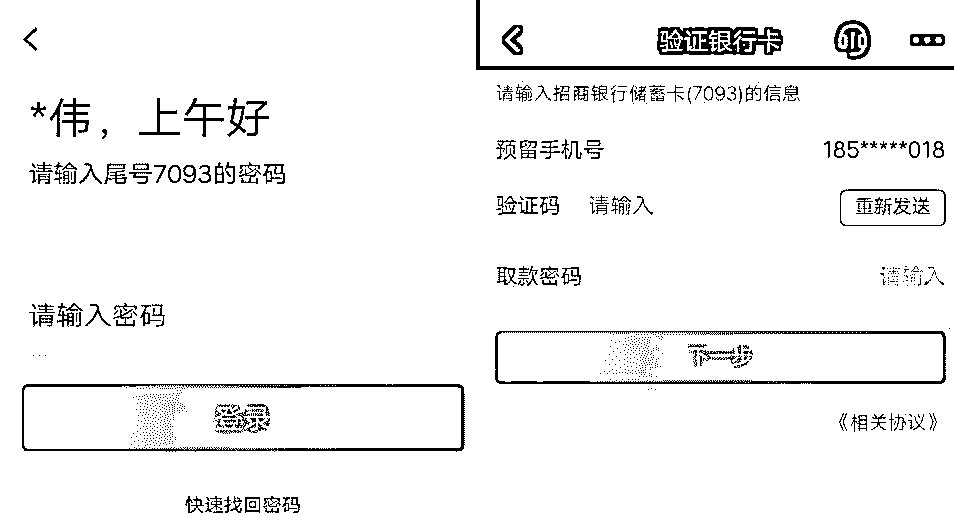 *伟，上午好
请输入尾号7093的密码
请输入密码
登录
快速找回密码
验证银行卡
请输入招商银行储蓄卡(7093)的信息
预留手机号 185*****018
验证码 请输入 重新发送
取款密码 请输入
下一步
《相关协议》